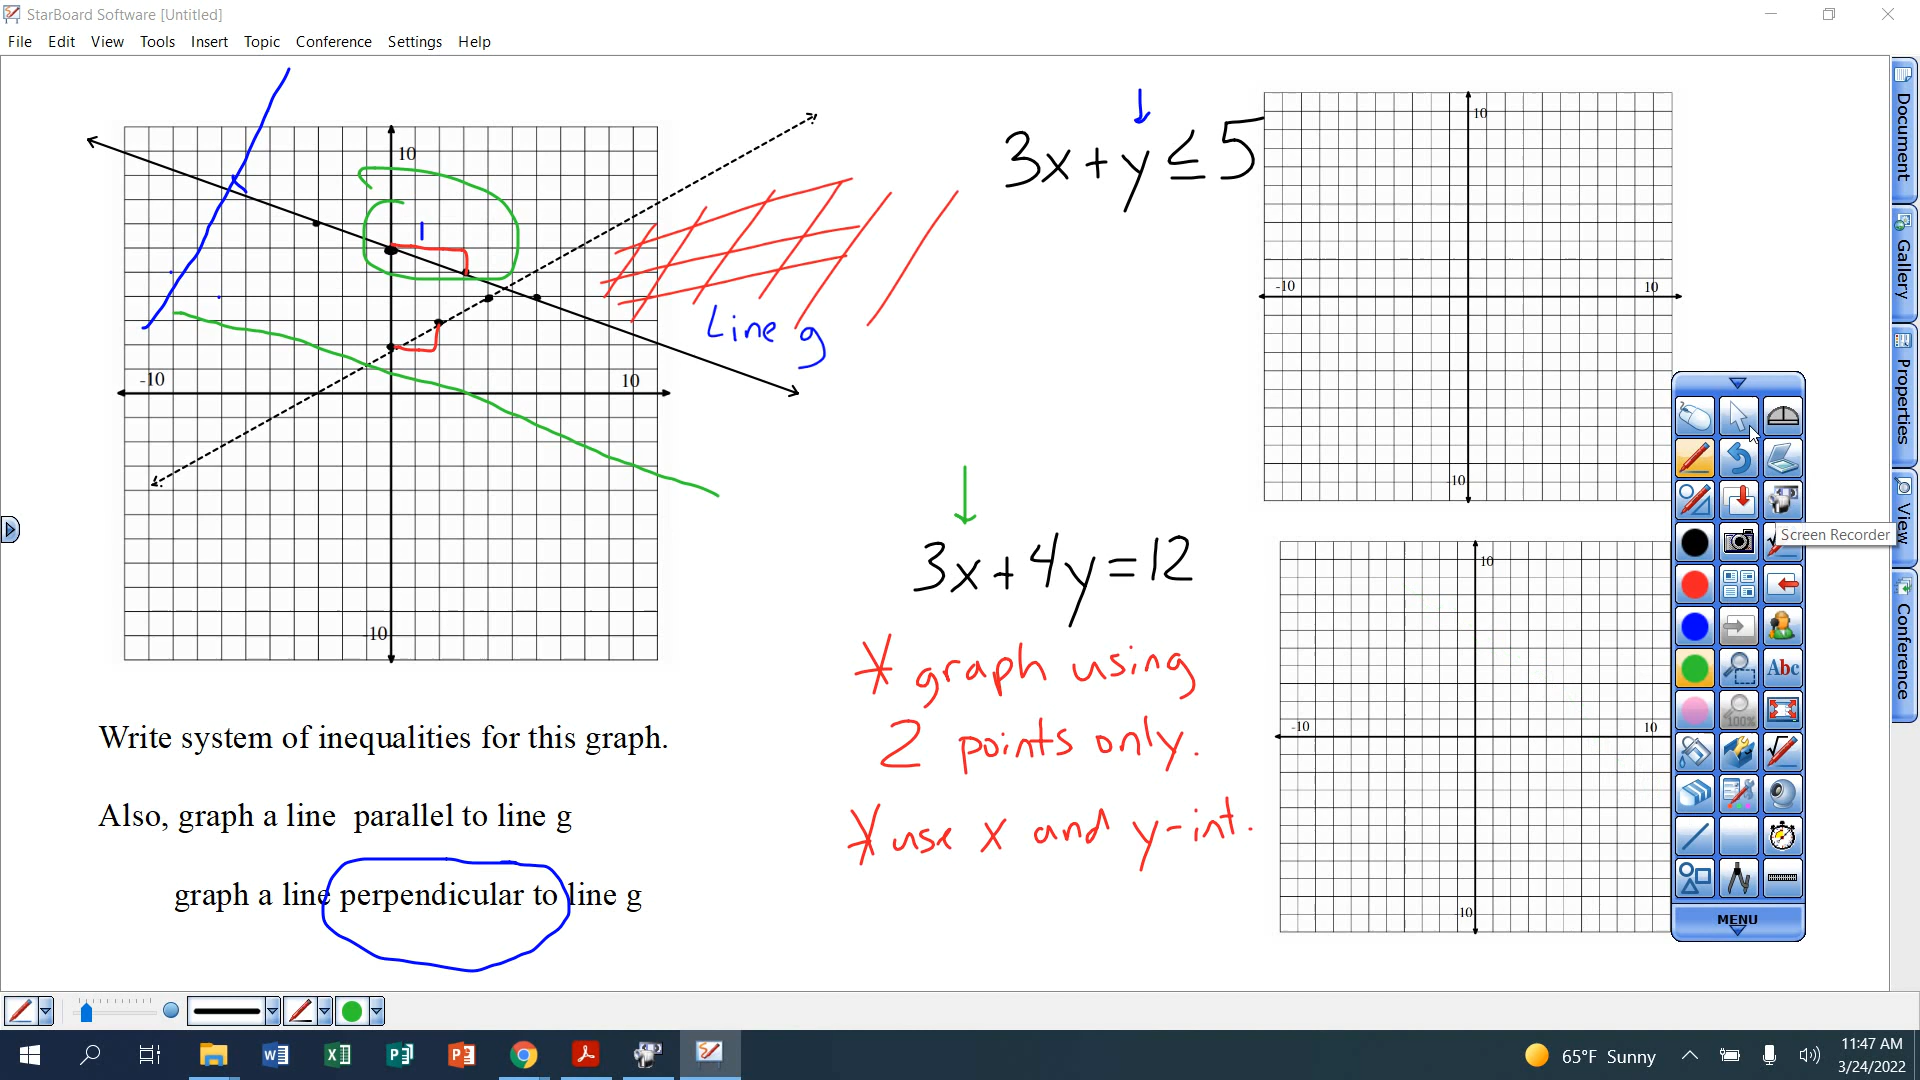 StarBoard Software [Untitled]
File Edit View Tools Insert Topic Conference Settings Help
10
-10
10
-10
1
Line g
3x+y≤5
10
-10
10
-10
3x+4y=12
* graph using
2 points only.
* use x and y-int.
10
-10
10
-10
Write system of inequalities for this graph.
Also, graph a line parallel to line g
graph a line perpendicular to line g
Document
Gallery
Properties
View
Conference
Screen Recorder
Abc
100%
MENU
65°F Sunny
11:47 AM
3/24/2022